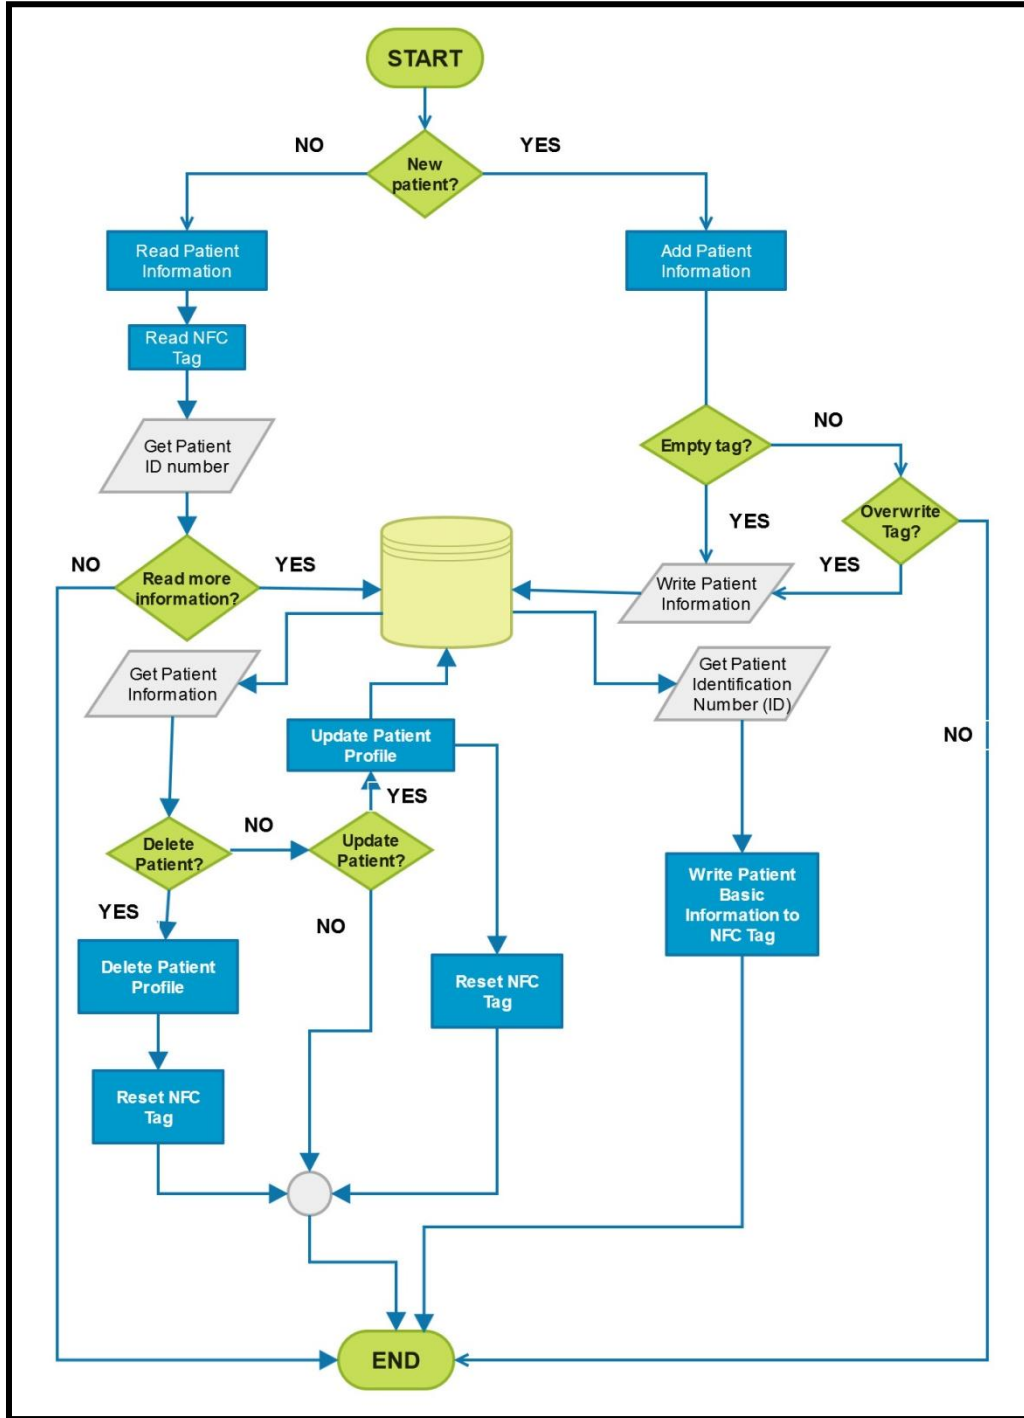 START
NO
YES
New
patient?
Read Patient
Information
Add Patient
Information
Read NFC
Tag
NO
Get Patient
ID number
Empty tag?
YES
Overwrite
Tag?
NO
YES
YES
Read more
information?
Write Patient
Information
Get Patient
Information
Get Patient
Identification
Number (ID)
Update Patient
Profile
NO
YES
NO
Delete
Patient?
Update
Patient?
Write Patient
Basic
Information to
NFC Tag
YES
NO
Delete Patient
Profile
Reset NFC
Tag
Reset NFC
Tag
END